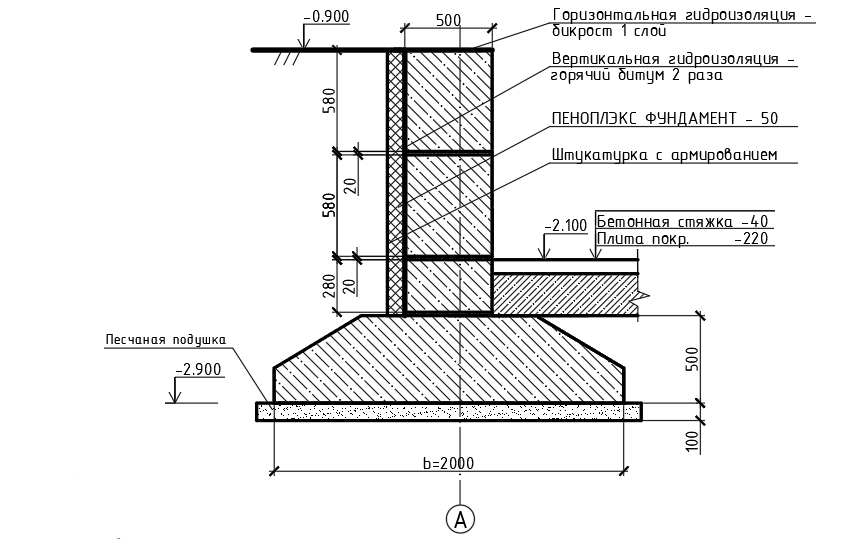 -0.900
500
Горизонтальная гидроизоляция -
бикрост 1 слой
Вертикальная гидроизоляция -
горячий битум 2 раза
580
ПЕНОПЛЭКС ФУНДАМЕНТ - 50
Штукатурка с армированием
20
580
-2.100
Бетонная стяжка -40
Плита покр. -220
280
20
Песчаная подушка
-2.900
500
100
b=2000
А